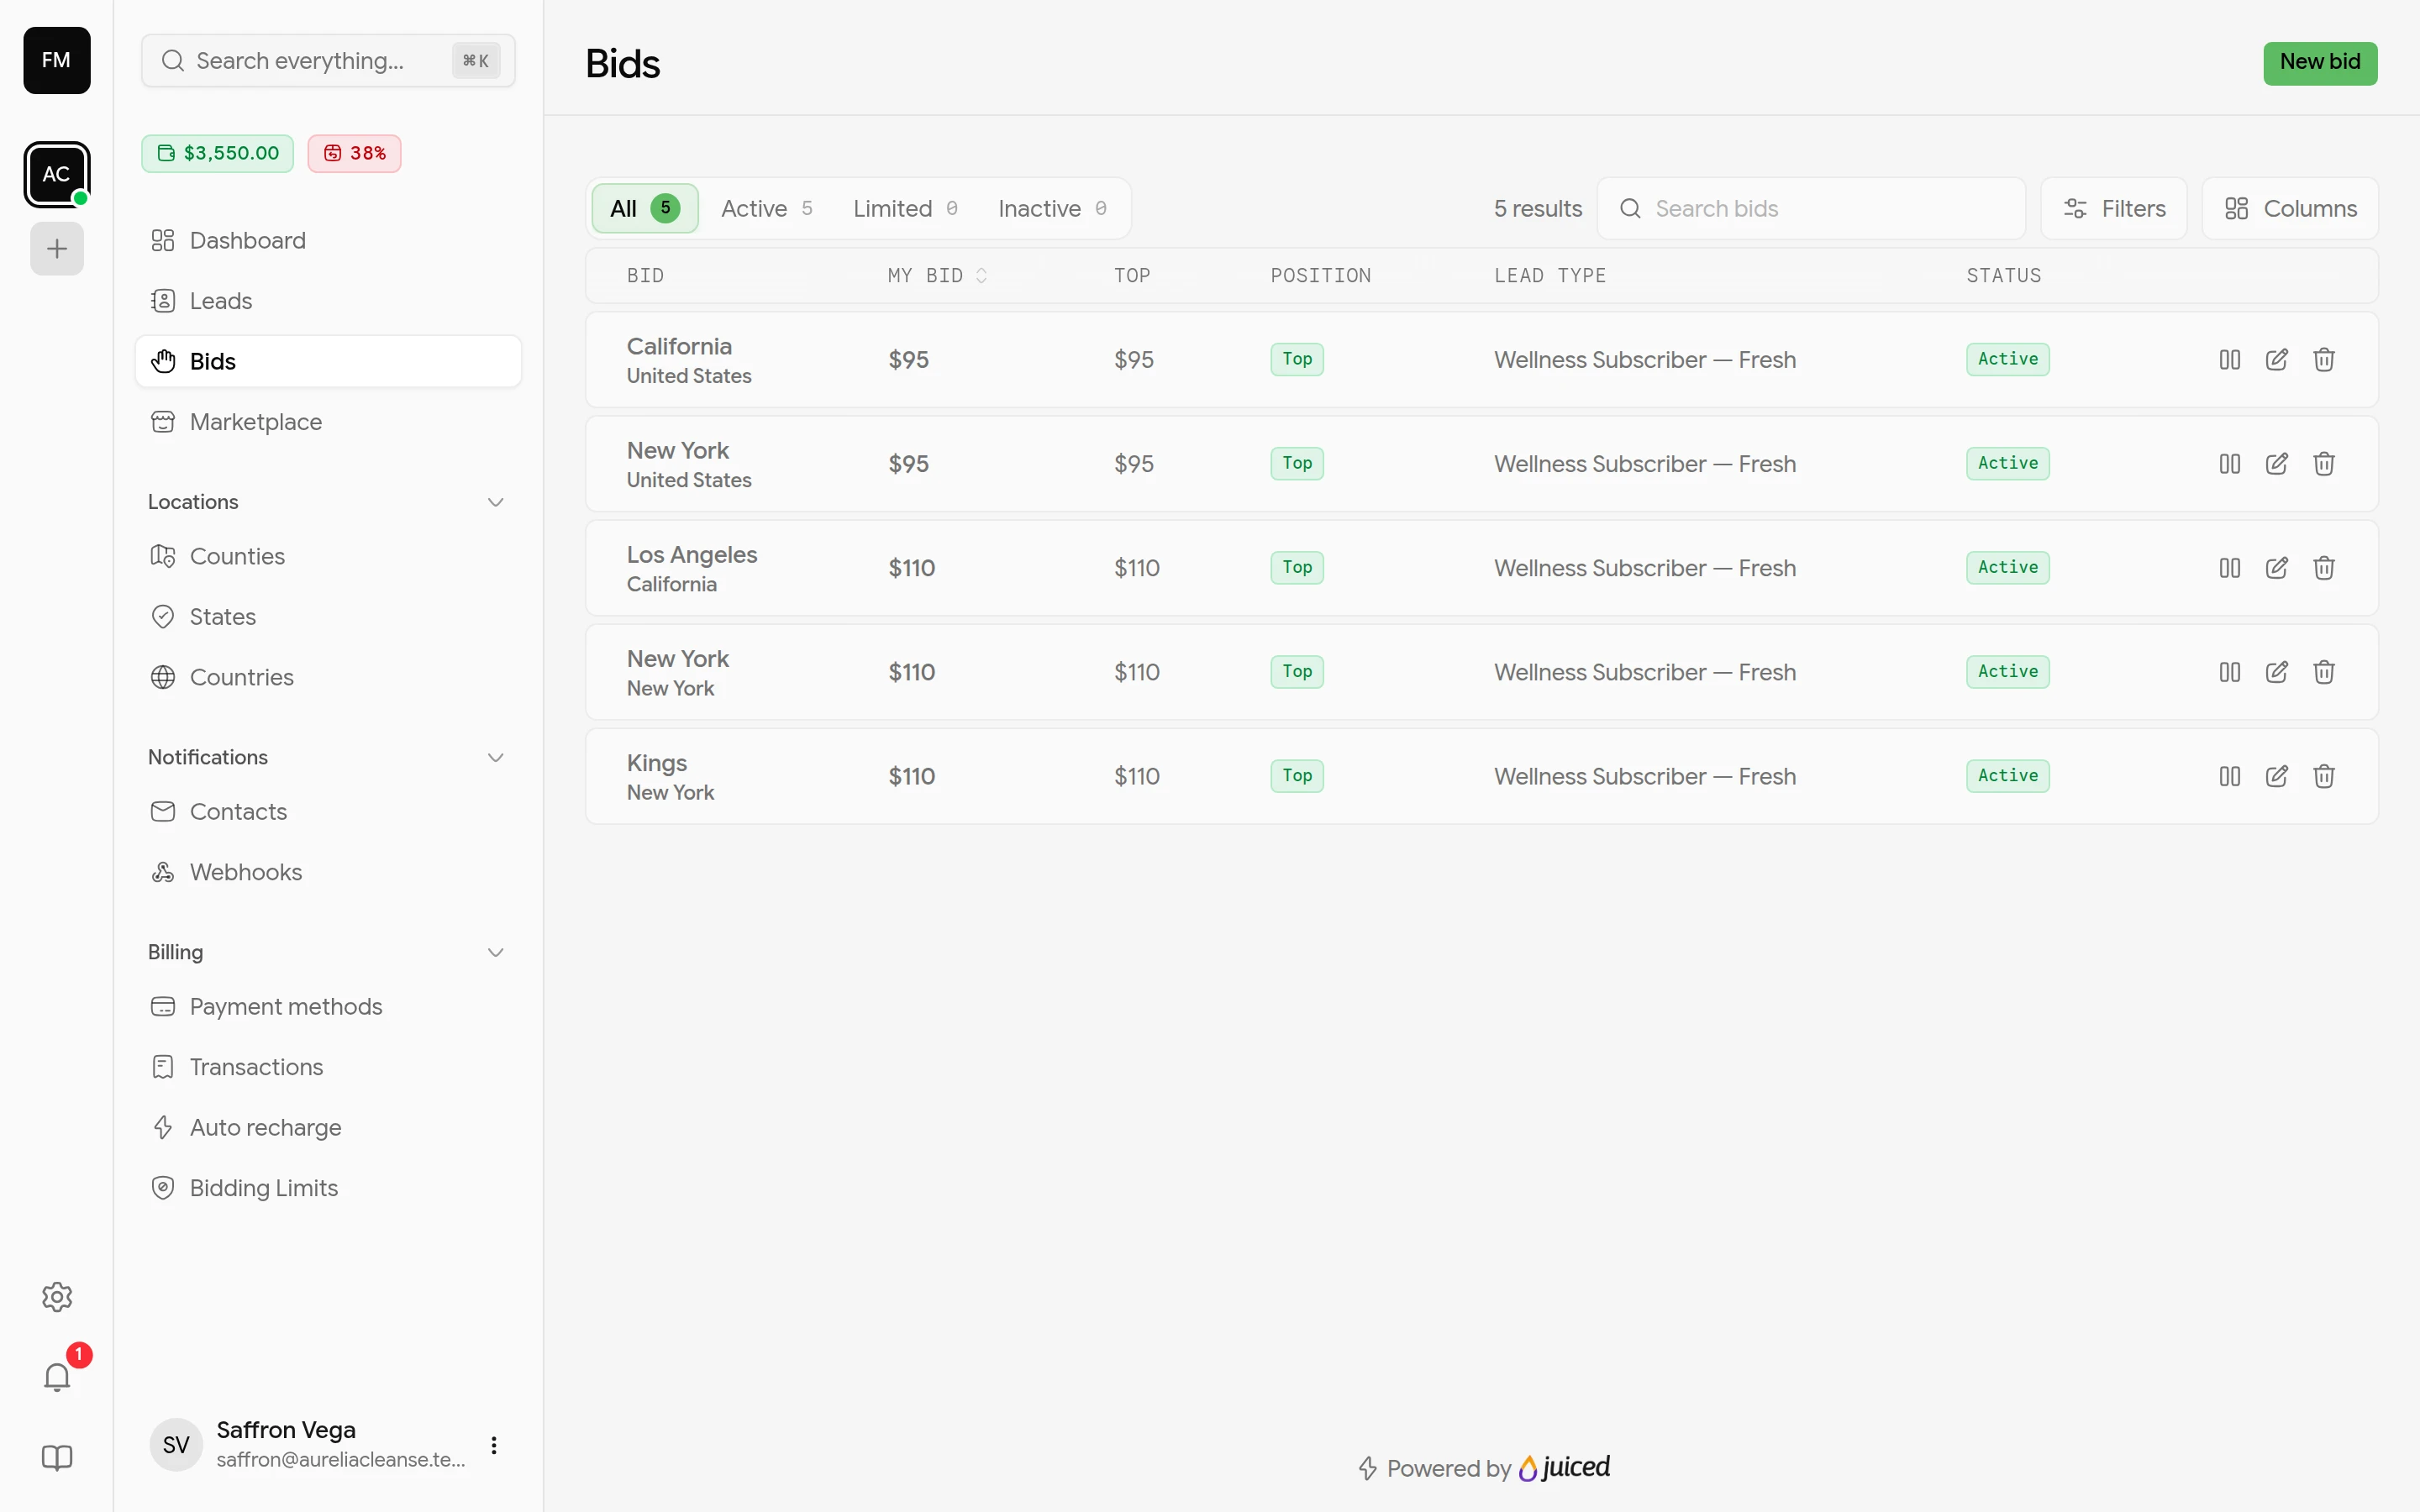 FM
AC
1
Search everything... ⌘K
$3,550.00 38%
Dashboard
Leads
Bids
Marketplace
Locations
Counties
States
Countries
Notifications
Contacts
Webhooks
Billing
Payment methods
Transactions
Auto recharge
Bidding Limits
SV
Saffron Vega
saffron@aureliacleanse.te...
Bids
New bid
All 5 Active 5 Limited 0 Inactive 0
5 results Search bids Filters Columns
BID MY BID TOP POSITION LEAD TYPE STATUS
California
United States
$95 $95 Top Wellness Subscriber — Fresh Active
New York
United States
$95 $95 Top Wellness Subscriber — Fresh Active
Los Angeles
California
$110 $110 Top Wellness Subscriber — Fresh Active
New York
New York
$110 $110 Top Wellness Subscriber — Fresh Active
Kings
New York
$110 $110 Top Wellness Subscriber — Fresh Active
Powered by juiced